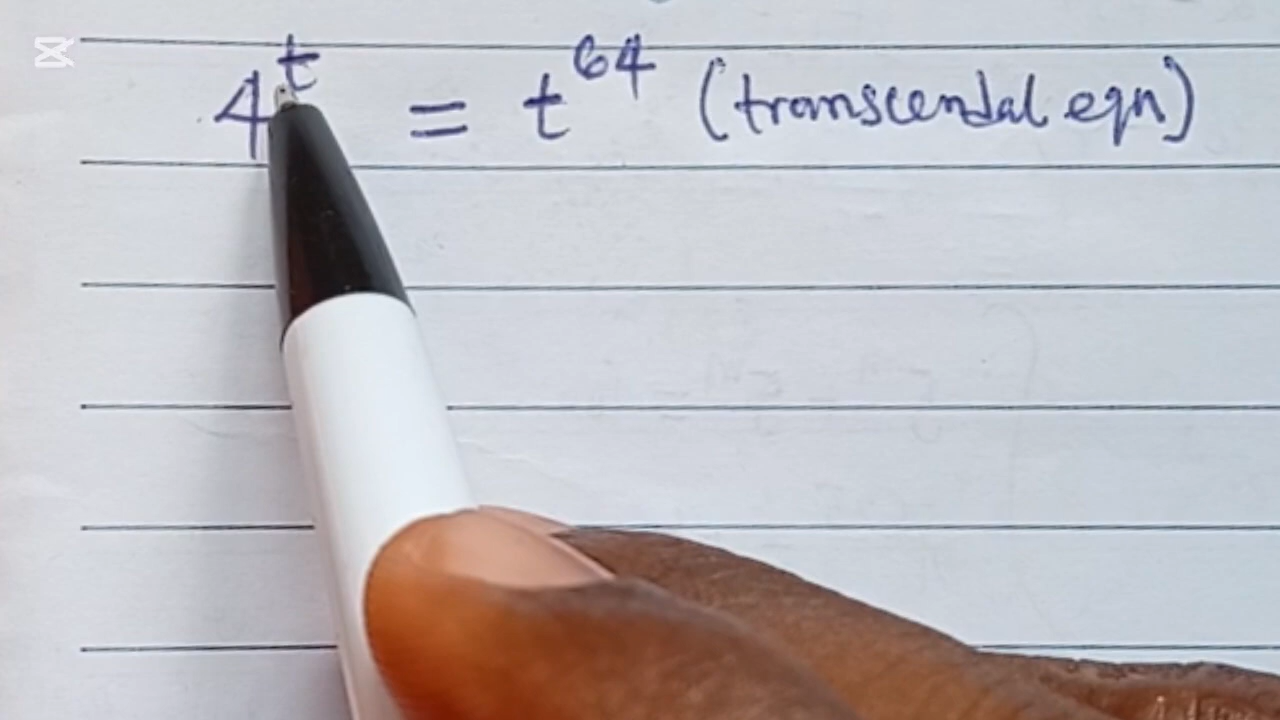 4^t = t^64 (transcendal eqn)